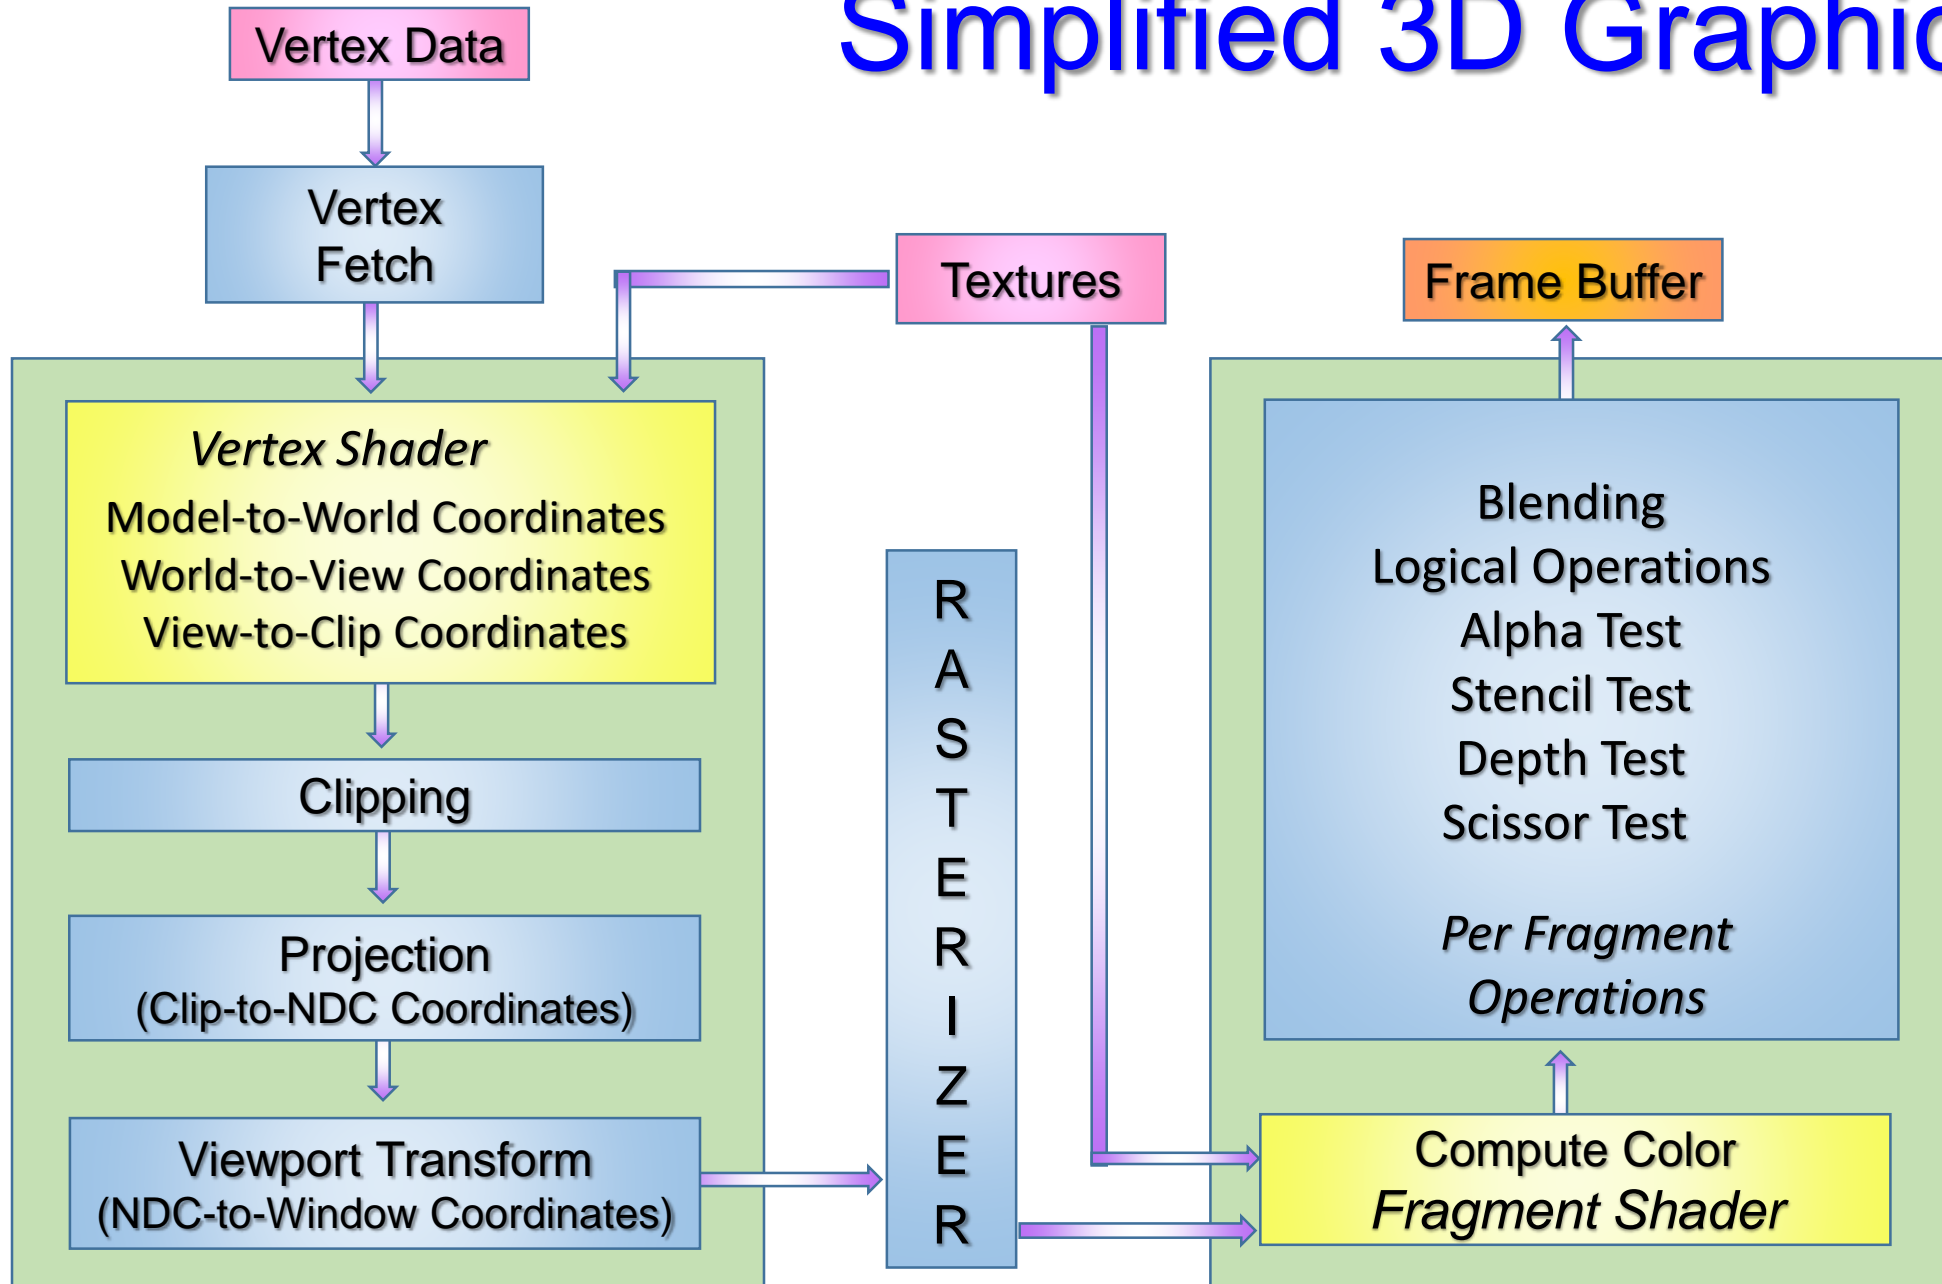 Simplified 3D Graphic
Vertex Data
Vertex
Fetch
Textures
Frame Buffer
Vertex Shader
Model-to-World Coordinates
World-to-View Coordinates
View-to-Clip Coordinates
Clipping
Projection
(Clip-to-NDC Coordinates)
Viewport Transform
(NDC-to-Window Coordinates)
R
A
S
T
E
R
I
Z
E
R
Blending
Logical Operations
Alpha Test
Stencil Test
Depth Test
Scissor Test
Per Fragment
Operations
Compute Color
Fragment Shader